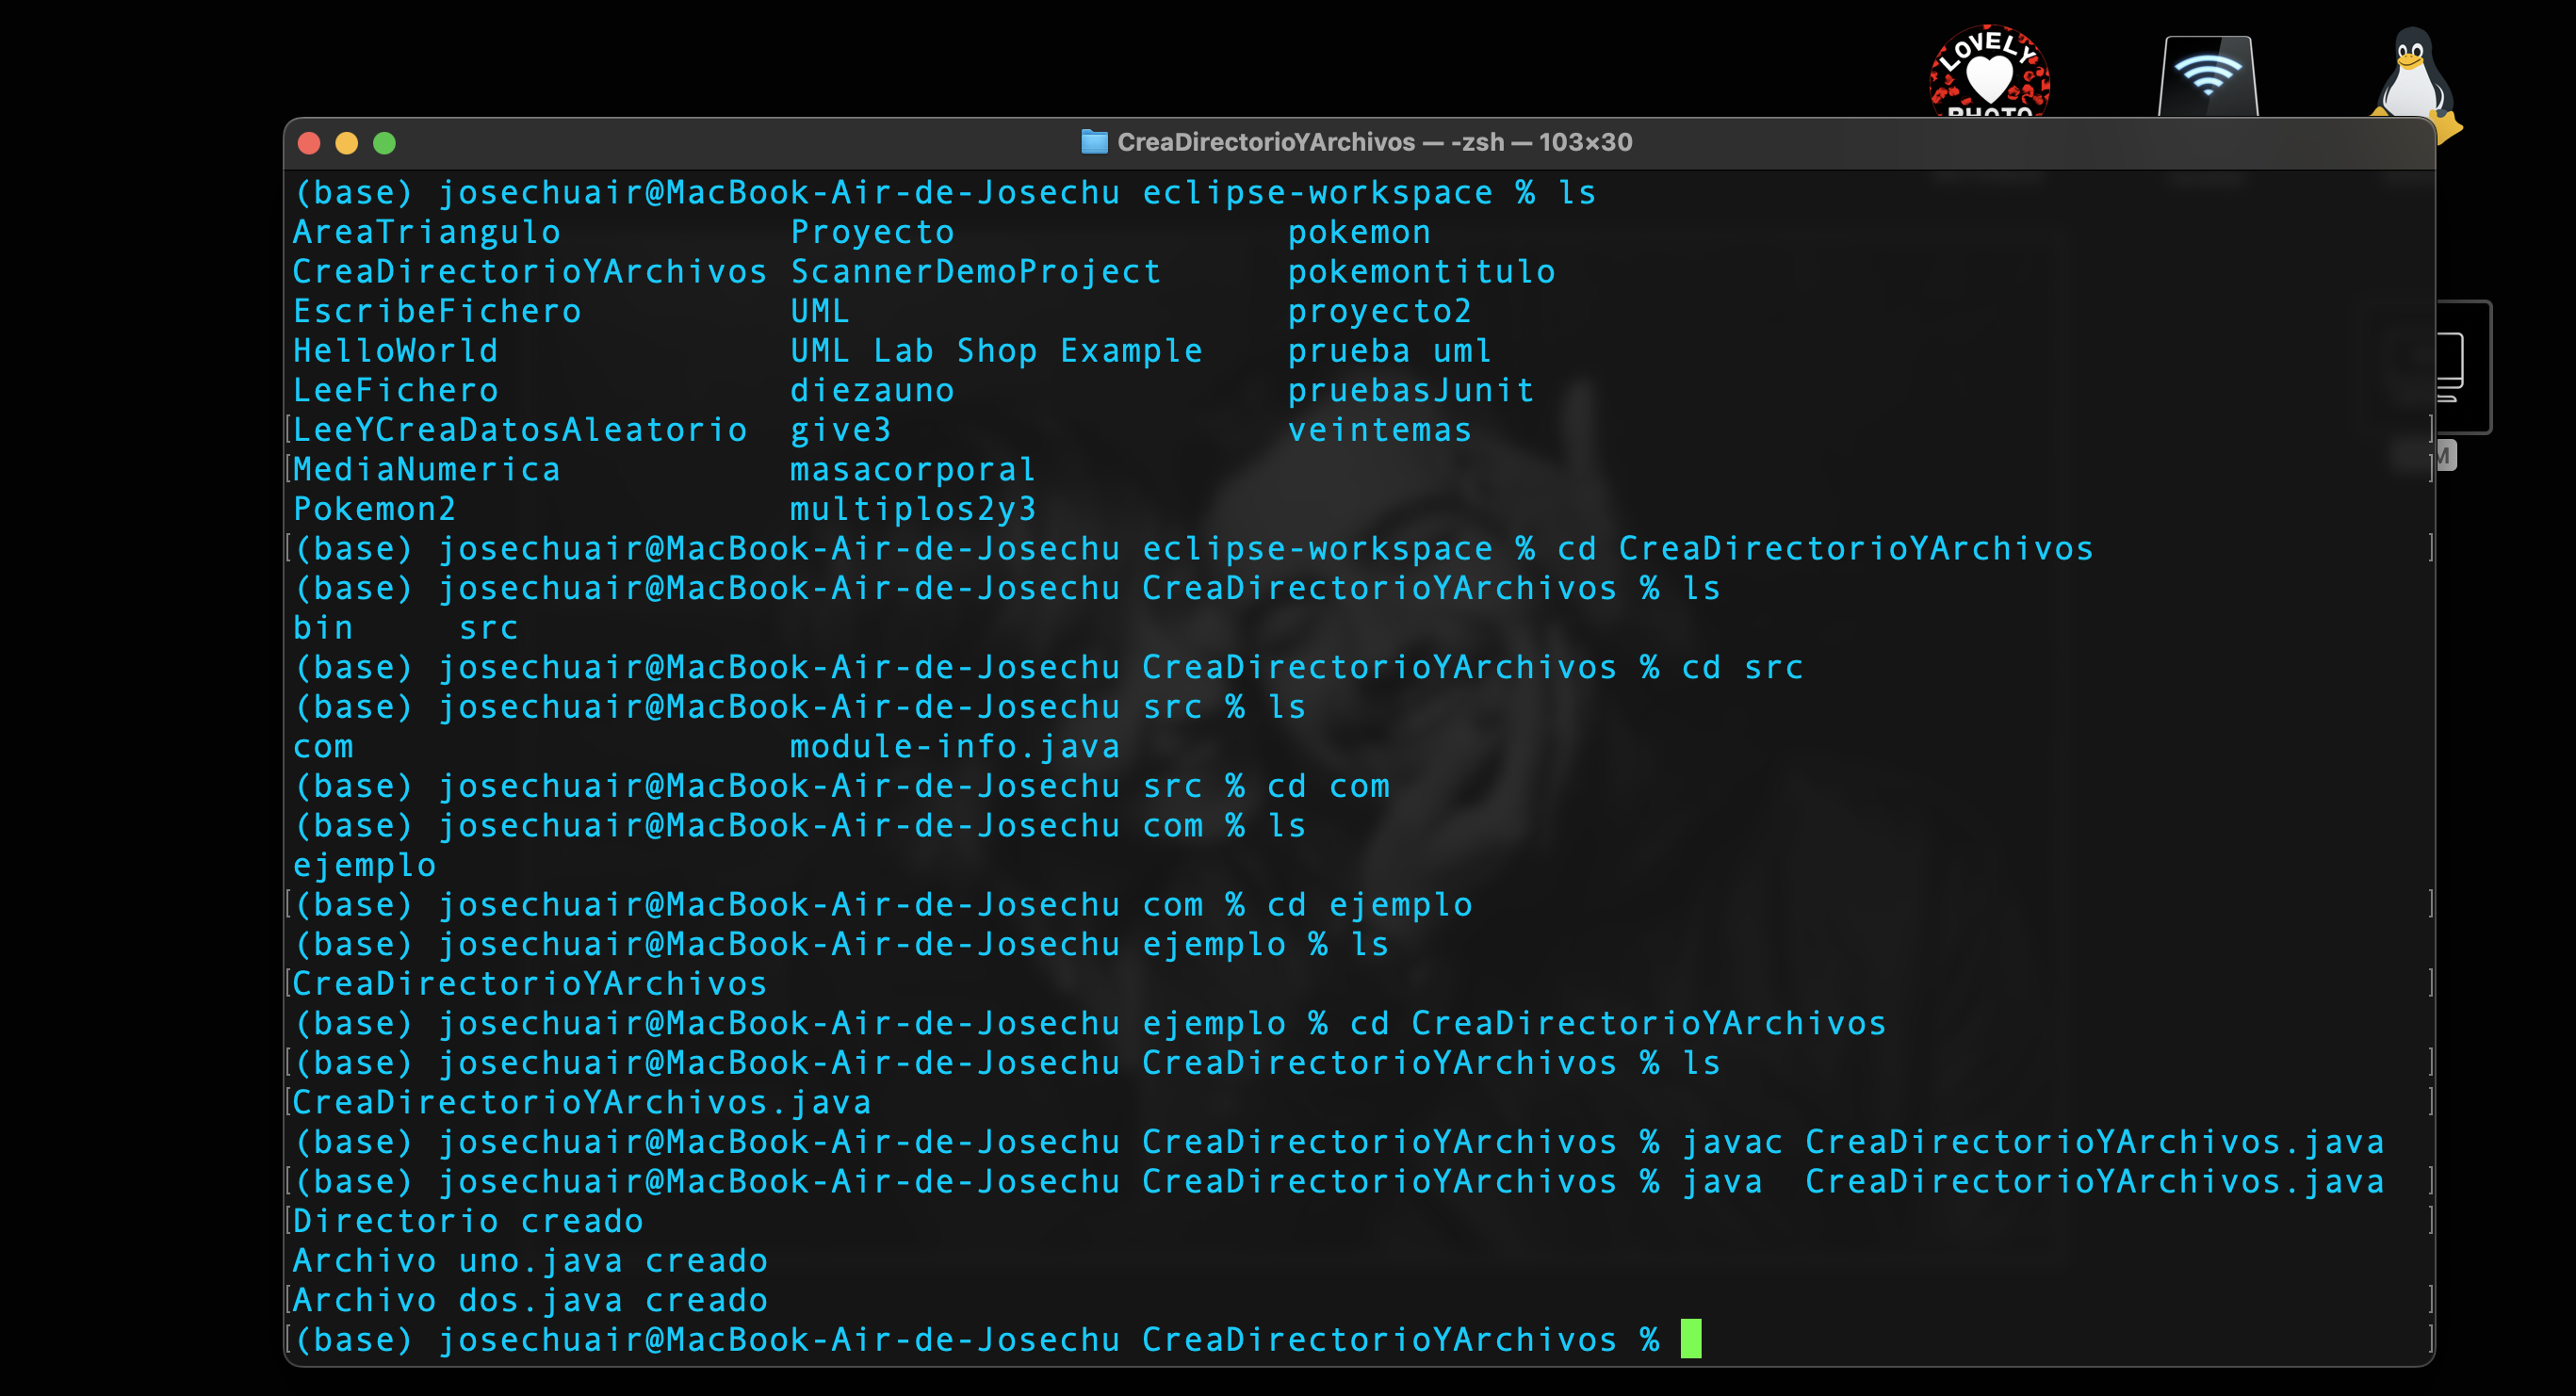 LOVELY
PHOTO
CreaDirectorioYArchivos — -zsh — 103×30
(base) josechuair@MacBook-Air-de-Josechu eclipse-workspace % ls
AreaTriangulo Proyecto pokemon
CreaDirectorioYArchivos ScannerDemoProject pokemontitulo
EscribeFichero UML proyecto2
HelloWorld UML Lab Shop Example prueba uml
LeeFichero diezauno pruebasJunit
LeeYCreaDatosAleatorio give3 veintemas
MediaNumerica masacorporal
Pokemon2 multiplos2y3
(base) josechuair@MacBook-Air-de-Josechu eclipse-workspace % cd CreaDirectorioYArchivos
(base) josechuair@MacBook-Air-de-Josechu CreaDirectorioYArchivos % ls
bin src
(base) josechuair@MacBook-Air-de-Josechu CreaDirectorioYArchivos % cd src
(base) josechuair@MacBook-Air-de-Josechu src % ls
com module-info.java
(base) josechuair@MacBook-Air-de-Josechu src % cd com
(base) josechuair@MacBook-Air-de-Josechu com % ls
ejemplo
(base) josechuair@MacBook-Air-de-Josechu com % cd ejemplo
(base) josechuair@MacBook-Air-de-Josechu ejemplo % ls
CreaDirectorioYArchivos
(base) josechuair@MacBook-Air-de-Josechu ejemplo % cd CreaDirectorioYArchivos
(base) josechuair@MacBook-Air-de-Josechu CreaDirectorioYArchivos % ls
CreaDirectorioYArchivos.java
(base) josechuair@MacBook-Air-de-Josechu CreaDirectorioYArchivos % javac CreaDirectorioYArchivos.java
(base) josechuair@MacBook-Air-de-Josechu CreaDirectorioYArchivos % java  CreaDirectorioYArchivos.java
Directorio creado
Archivo uno.java creado
Archivo dos.java creado
(base) josechuair@MacBook-Air-de-Josechu CreaDirectorioYArchivos %